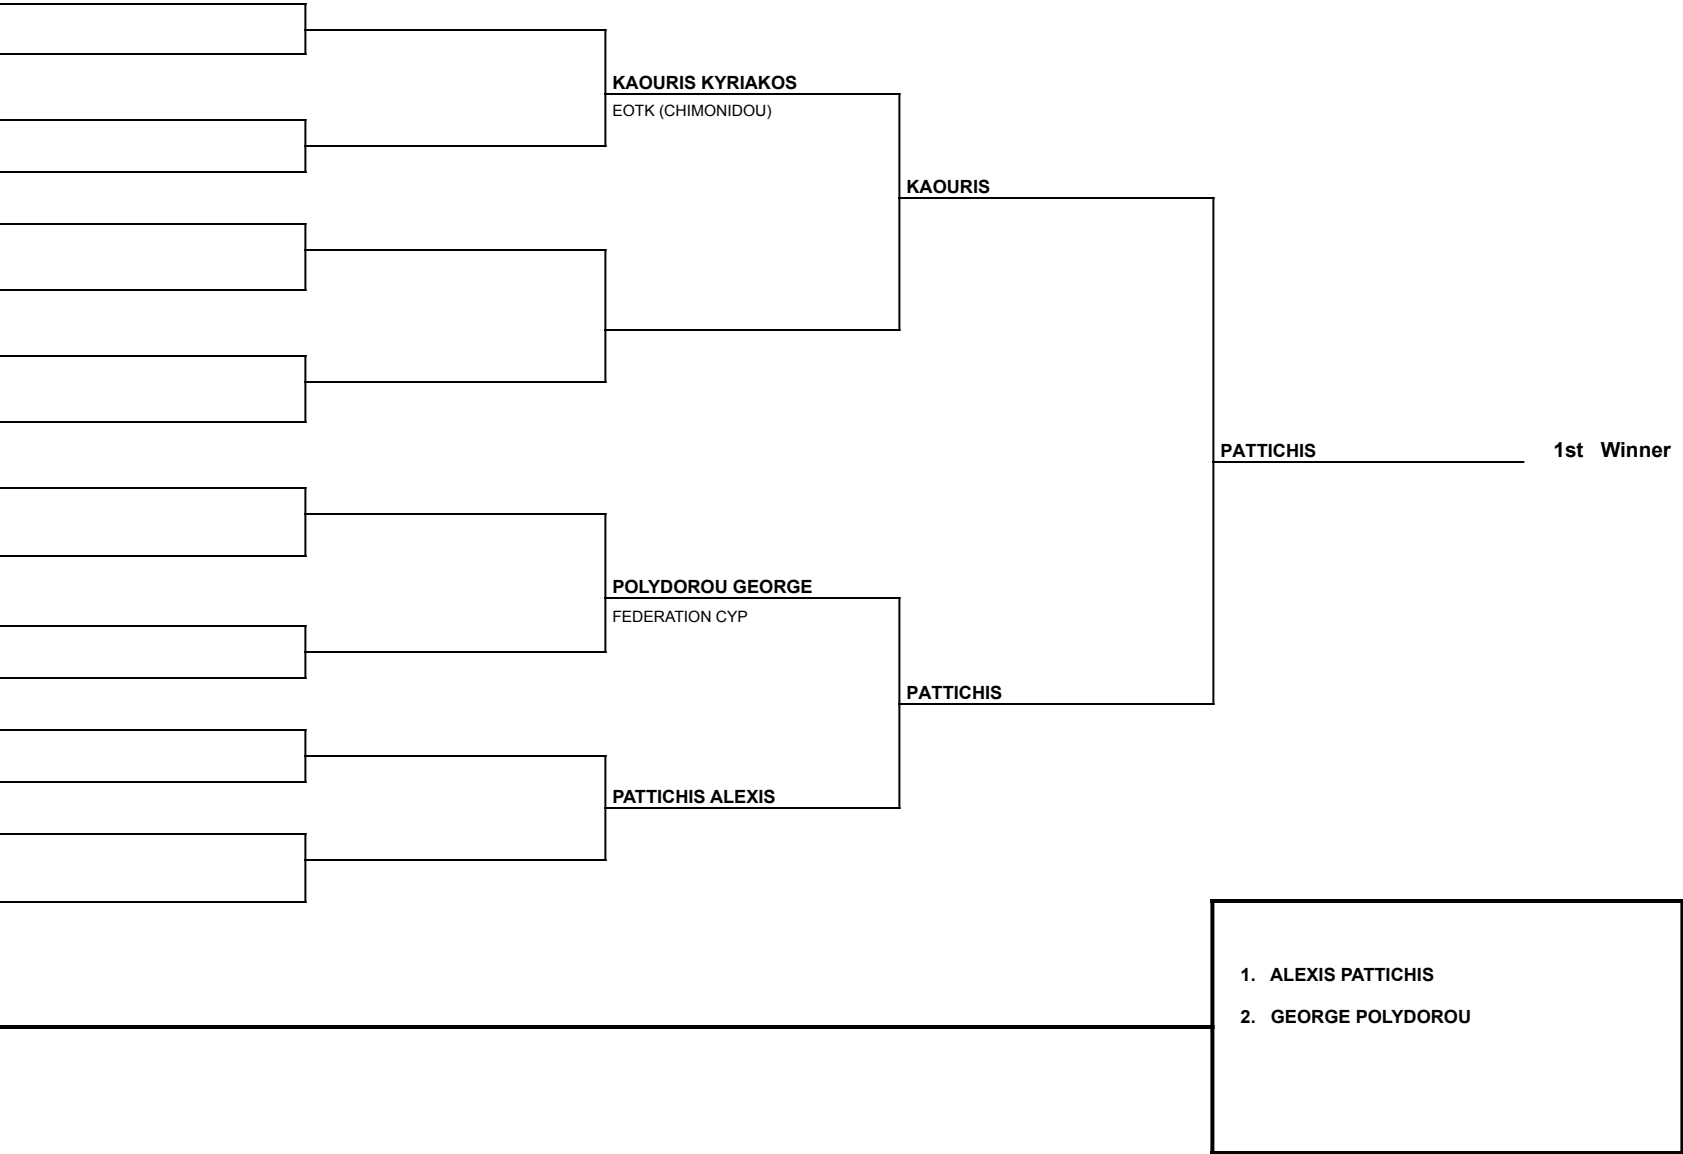 KAOURIS KYRIAKOS
EOTK (CHIMONIDOU)
KAOURIS
PATTICHIS
1st Winner
POLYDOROU GEORGE
FEDERATION CYP
PATTICHIS
PATTICHIS ALEXIS
1. ALEXIS PATTICHIS
2. GEORGE POLYDOROU